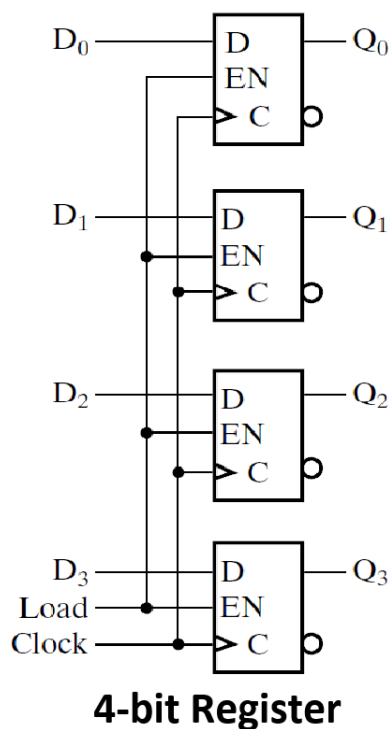 D₀ D Q₀
EN
C
D₁ D Q₁
EN
C
D₂ D Q₂
EN
C
D₃ D Q₃
Load EN
Clock C
4-bit Register